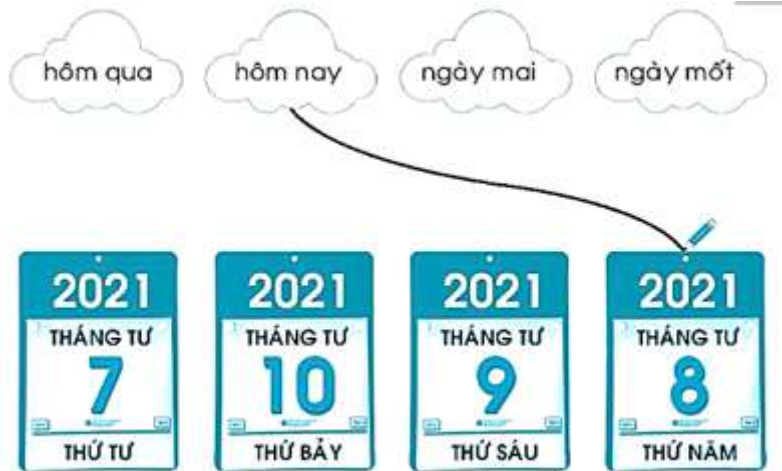 hôm qua hôm nay ngày mai ngày mốt
2021 2021 2021 2021
THÁNG TƯ THÁNG TƯ THÁNG TƯ THÁNG TƯ
7 10 9 8
THỨ TƯ THỨ BẢY THỨ SÁU THỨ NĂM